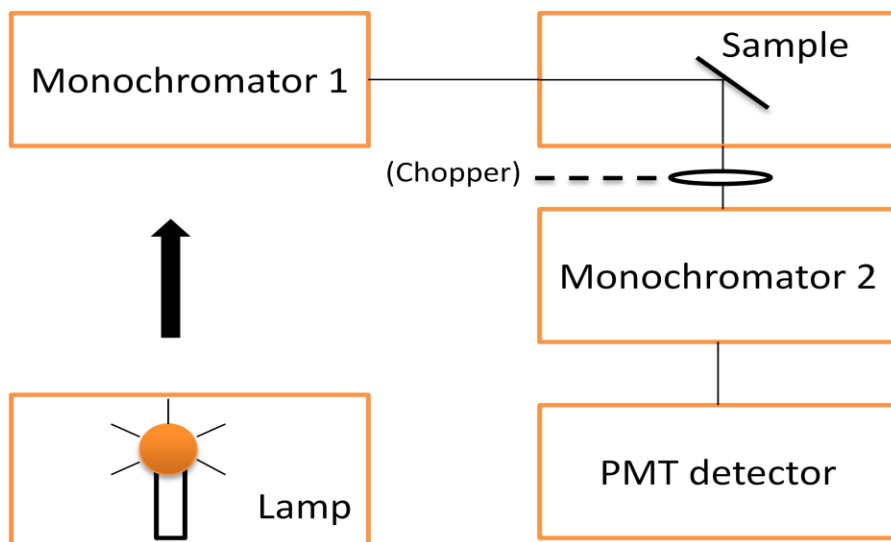 Monochromator 1
Sample
(Chopper)
Monochromator 2
Lamp
PMT detector